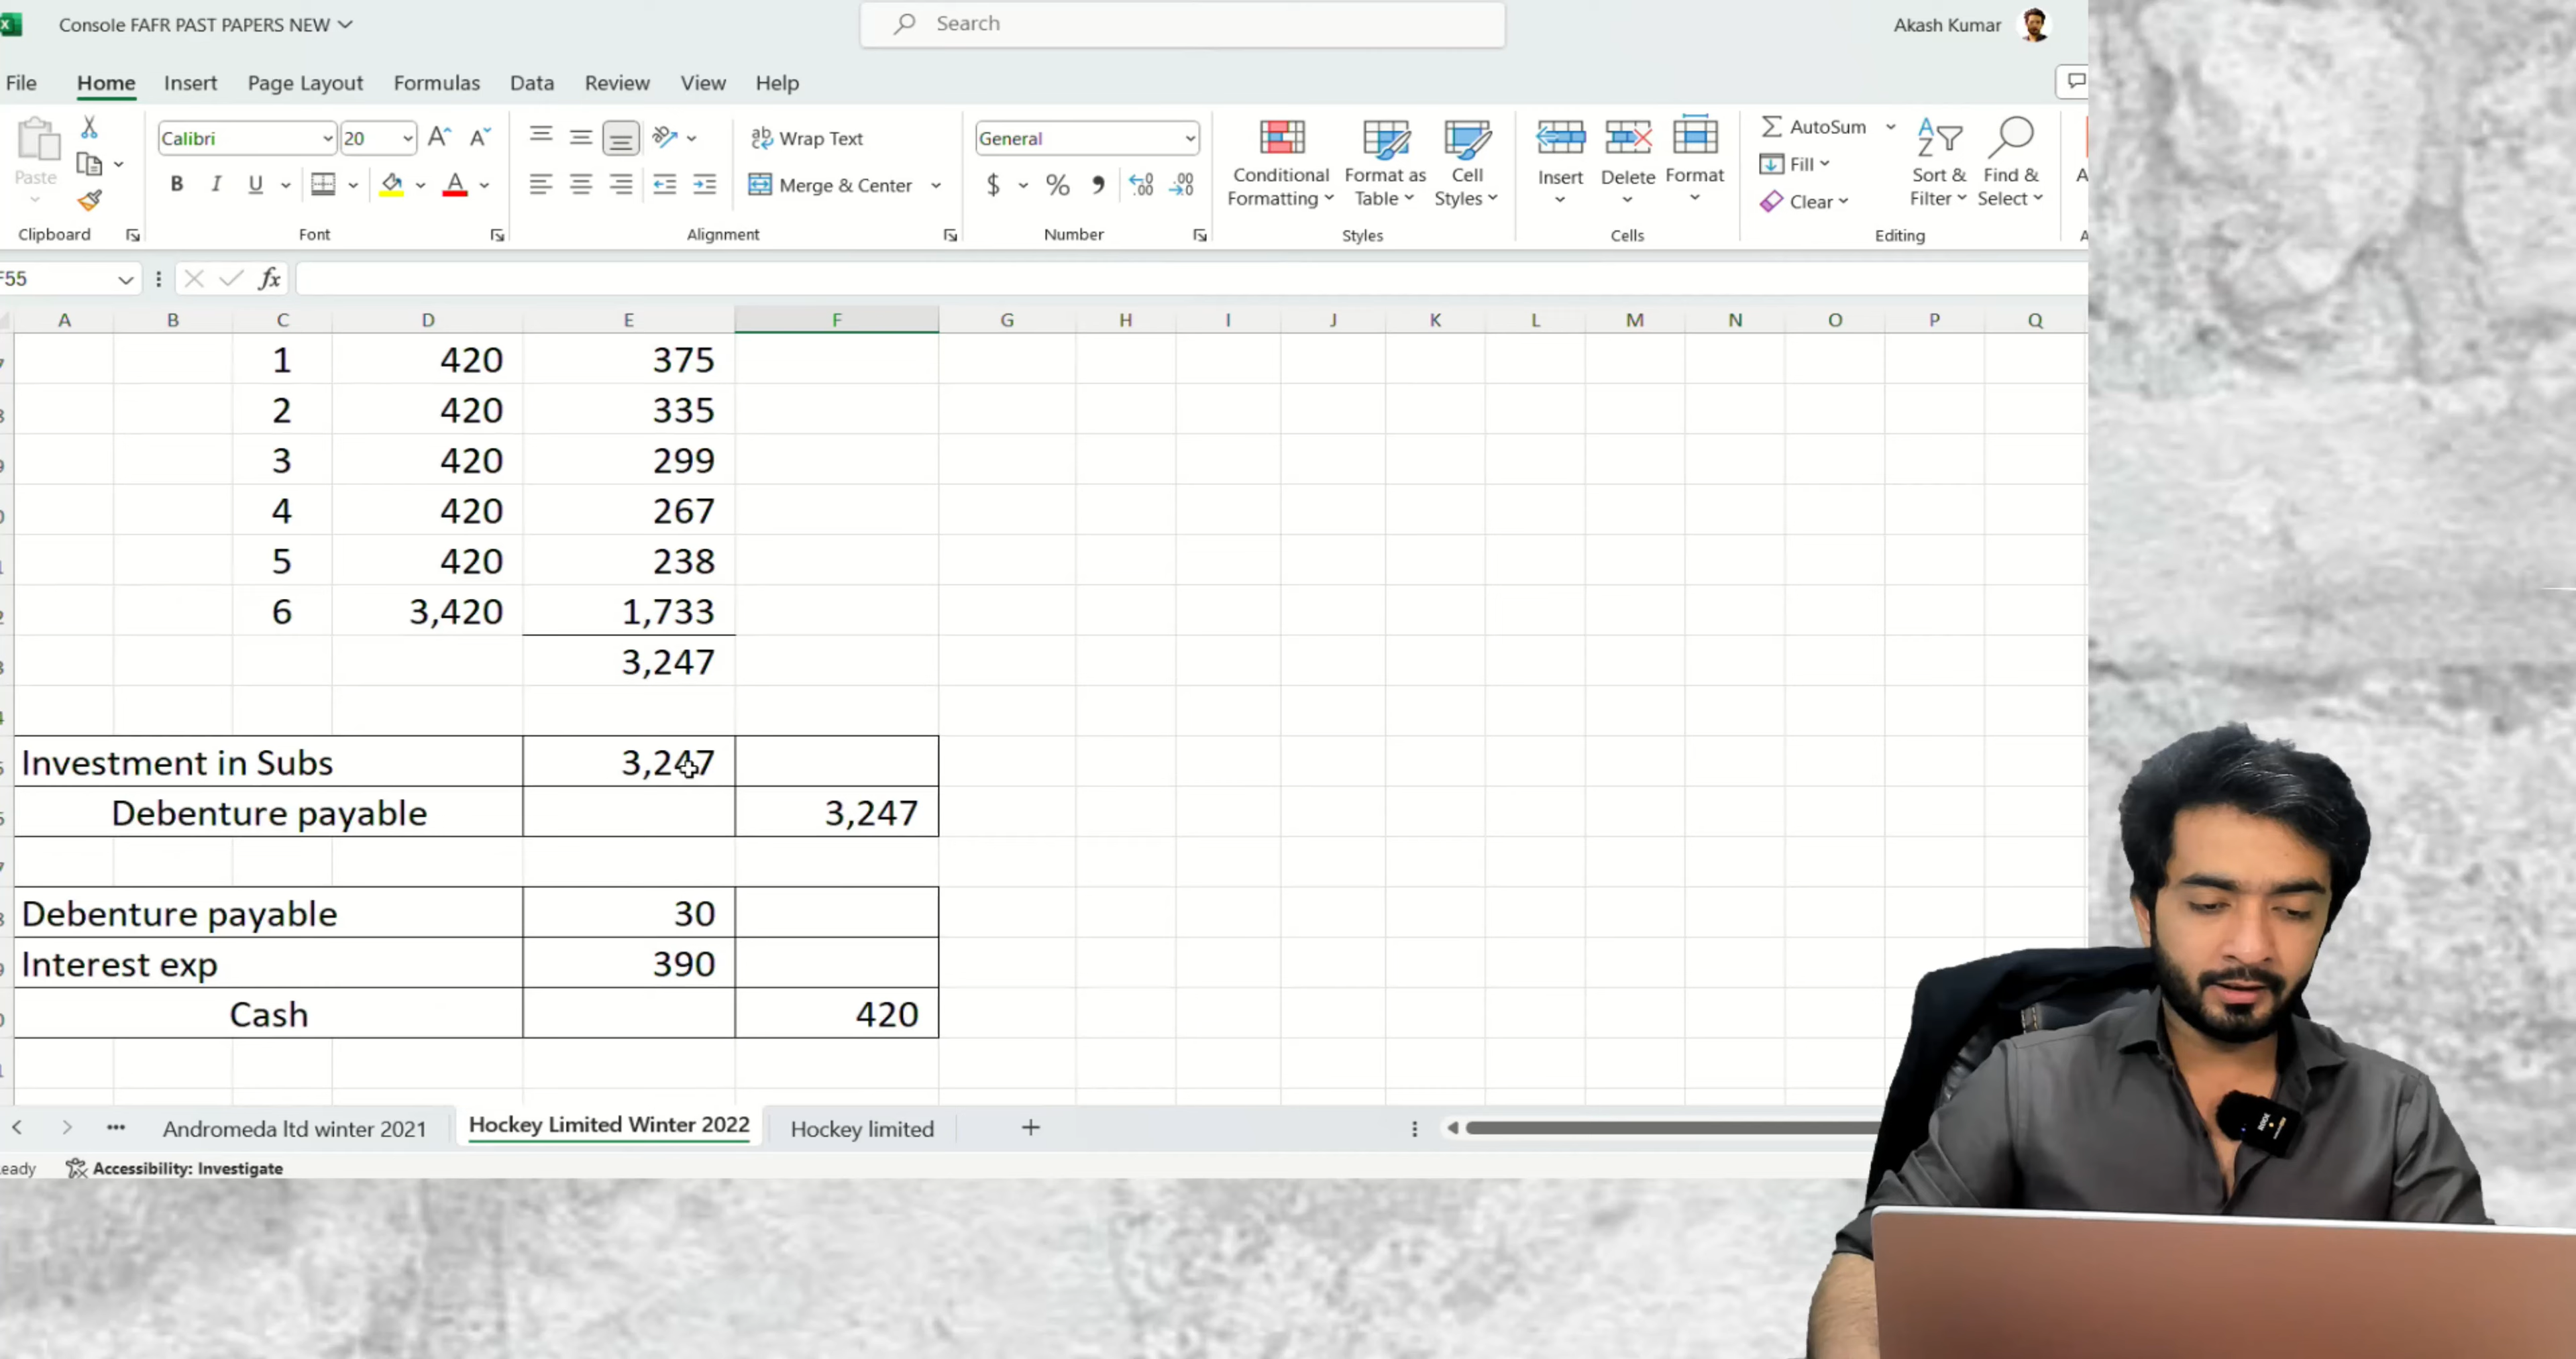 Console FAFR PAST PAPERS NEW
Search
Akash Kumar
File Home Insert Page Layout Formulas Data Review View Help
Paste
Clipboard
Calibri 20
B I U
Font
Wrap Text
Merge & Center
Alignment
General
$ % 9
Number
Conditional Formatting
Format as Table
Cell Styles
Styles
Insert Delete Format
Cells
AutoSum
Fill
Clear
Sort & Filter
Find & Select
Editing
F55 fx
A B C D E F G H I J K L M N O P Q
1 420 375
2 420 335
3 420 299
4 420 267
5 420 238
6 3,420 1,733
3,247
Investment in Subs 3,247
Debenture payable 3,247
Debenture payable 30
Interest exp 390
Cash 420
Andromeda ltd winter 2021 Hockey Limited Winter 2022 Hockey limited +
eady Accessibility: Investigate